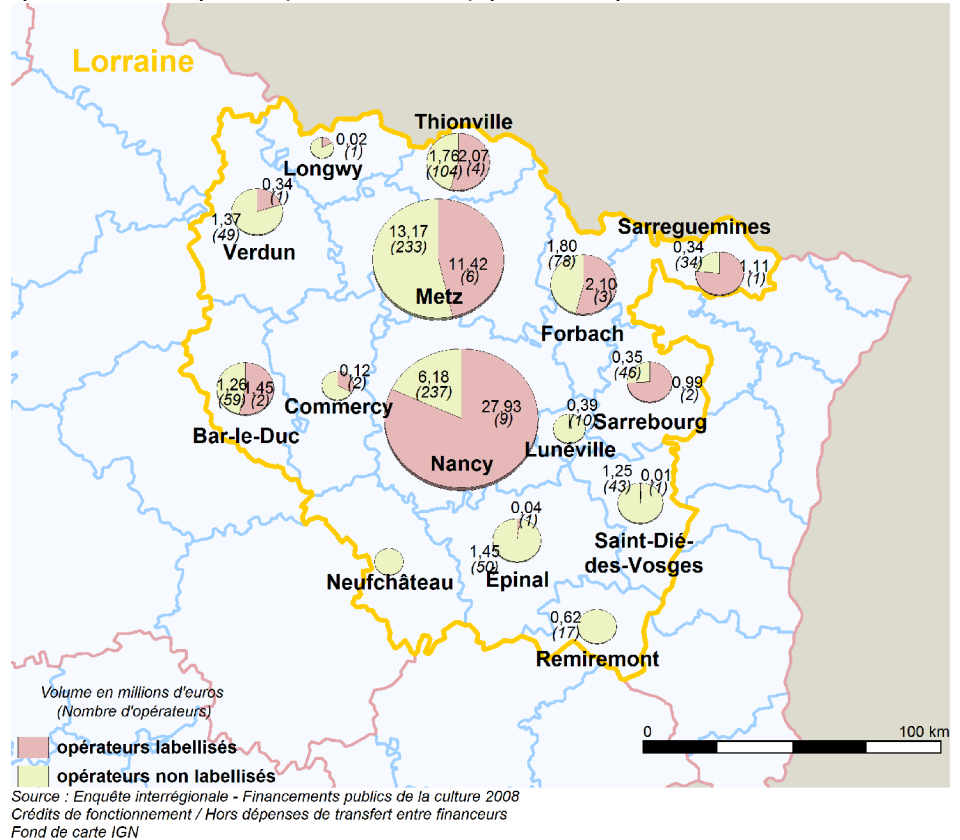 Lorraine
Thionville
1,76
(104)
2,07
(4)
0,02
(1)
Longwy
0,34
(1)
1,37
(49)
Verdun
13,17
(233)
11,42
(6)
Metz
1,80
(78)
2,10
(3)
Forbach
Sarreguemines
0,34
(34)
1,11
(1)
1,26
(59)
1,45
(2)
Bar-le-Duc
0,12
(2)
Commercy
6,18
(237)
27,93
(9)
Nancy
0,39
(10)
Lunéville
0,35
(46)
0,99
(2)
Sarrebourg
1,25
(43)
0,01
(1)
Saint-Dié-
des-Vosges
0,04
(1)
1,45
(50)
Épinal
Neufchâteau
0,62
(17)
Remiremont
Volume en millions d'euros
(Nombre d'opérateurs)
opérateurs labellisés
opérateurs non labellisés
0 100 km
Source : Enquête interrégionale - Financements publics de la culture 2008
Crédits de fonctionnement / Hors dépenses de transfert entre financeurs
Fond de carte IGN